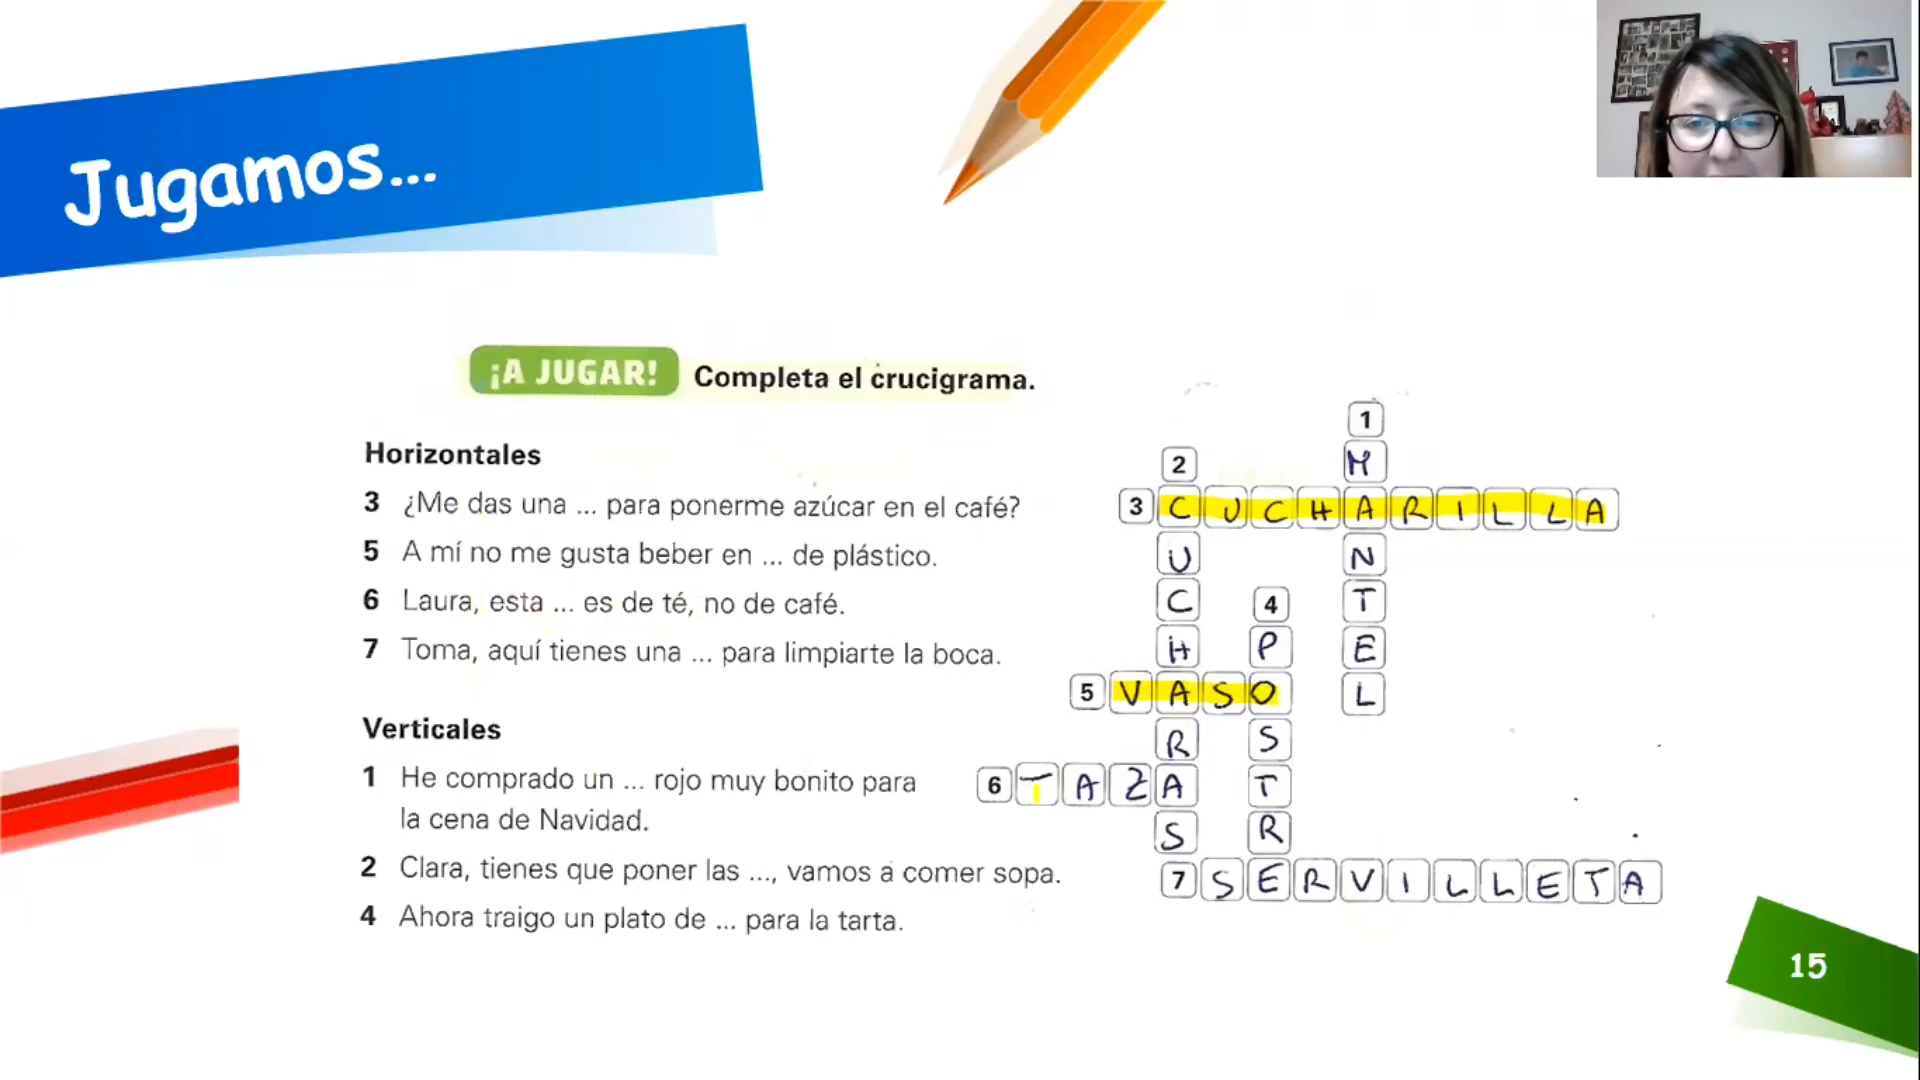 Jugamos...
¡A JUGAR! Completa el crucigrama.
Horizontales
3 ¿Me das una ... para ponerme azúcar en el café?
5 A mí no me gusta beber en ... de plástico.
6 Laura, esta ... es de té, no de café.
7 Toma, aquí tienes una ... para limpiarte la boca.
Verticales
1 He comprado un ... rojo muy bonito para
la cena de Navidad.
2 Clara, tienes que poner las ..., vamos a comer sopa.
4 Ahora traigo un plato de ... para la tarta.
1 MANTEL
2 CUCHARAS
3 CUCHARILLA
4 POSTRE
5 VASO
6 TAZA
7 SERVILLETA
15